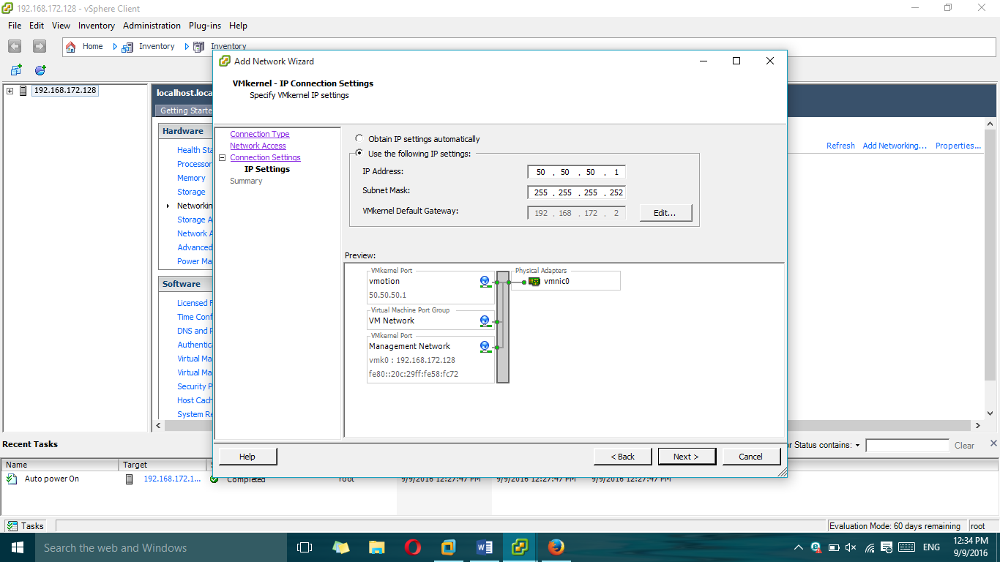 192.168.172.128 - vSphere Client
File Edit View Inventory Administration Plug-ins Help
Home Inventory Inventory
192.168.172.128
localhost.loca
Getting Starte
Hardware
Health Sta
Processor
Memory
Storage
Networkin
Storage A
Network A
Advanced
Power Ma
Software
Licensed F
Time Conf
DNS and R
Authentica
Virtual Ma
Virtual Ma
Security P
Host Cach
System Re
Refresh Add Networking... Properties...
Add Network Wizard
VMkernel - IP Connection Settings
Specify VMkernel IP settings
Connection Type
Network Access
Connection Settings
IP Settings
Summary
Obtain IP settings automatically
Use the following IP settings:
IP Address: 50 . 50 . 50 . 1
Subnet Mask: 255 . 255 . 255 . 252
VMkernel Default Gateway: 192 . 168 . 172 . 2 Edit...
Preview:
VMkernel Port
vmotion
50.50.50.1
Physical Adapters
vmnic0
Virtual Machine Port Group
VM Network
VMkernel Port
Management Network
vmk0 : 192.168.172.128
fe80::20c:29ff:fe58:fc72
Help < Back Next > Cancel
Recent Tasks
or Status contains: Clear
Name Target
Auto power On 192.168.172.1... Completed root 9/9/2016 12:27:47 PM 9/9/2016 12:27:47 PM 9/9/2016 12:27:47 PM
Tasks Evaluation Mode: 60 days remaining root
Search the web and Windows
ENG
12:34 PM
9/9/2016